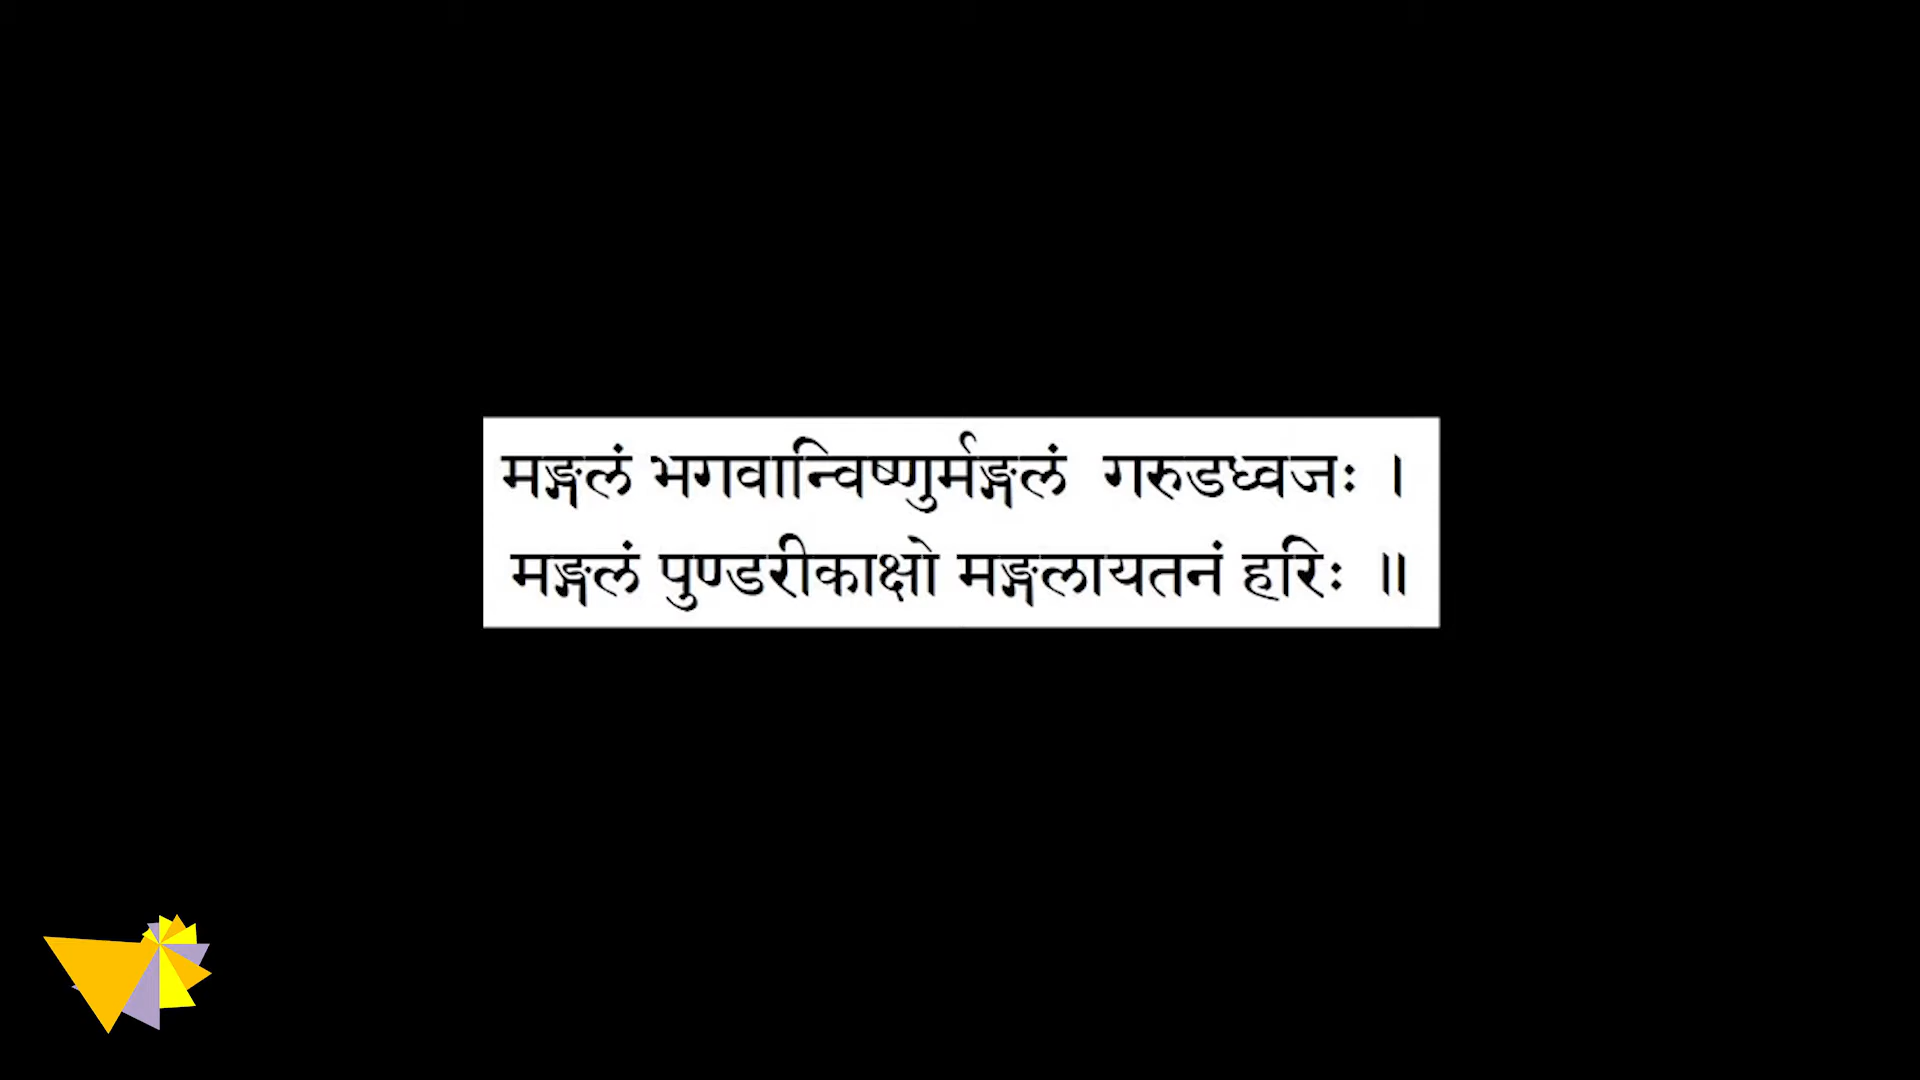 मङ्गलं भगवान्विष्णुर्मङ्गलं गरुडध्वजः ।
मङ्गलं पुण्डरीकाक्षो मङ्गलायतनं हरिः ॥